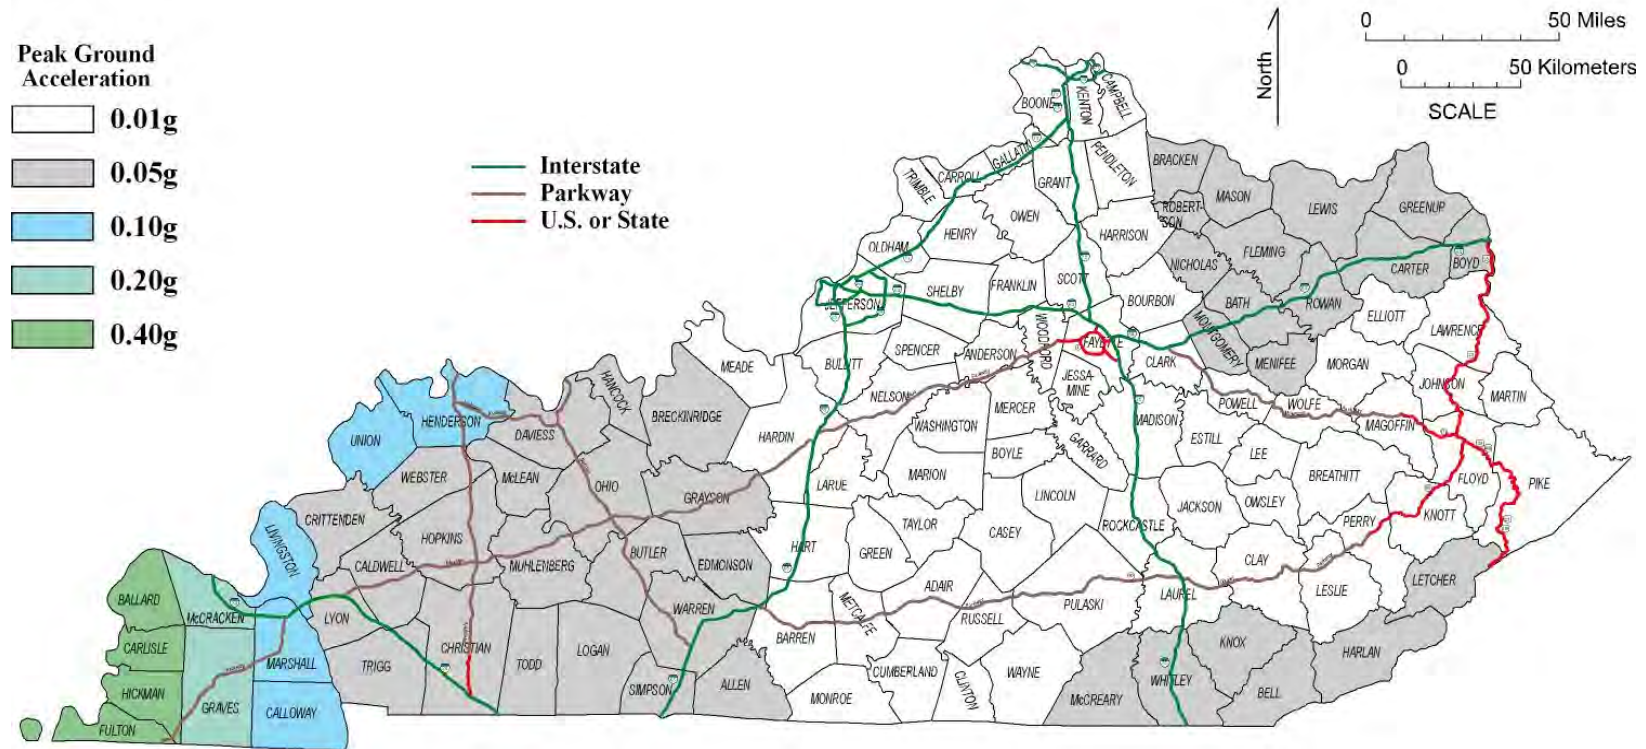 Peak Ground
Acceleration
0.01g
0.05g
0.10g
0.20g
0.40g
Interstate
Parkway
U.S. or State
North
0 50 Miles
0 50 Kilometers
SCALE
BOONE
KENTON
CAMPBELL
GALLATIN
CARROLL
TRIMBLE
GRANT
PENDLETON
BRACKEN
MASON
ROBERT-
SON
LEWIS
GREENUP
OWEN
HENRY
OLDHAM
HARRISON
NICHOLAS
FLEMING
CARTER
BOYD
SHELBY
FRANKLIN
SCOTT
JEFFERSON
BOURBON
BATH
ROWAN
ELLIOTT
LAWRENCE
SPENCER
ANDERSON
WOODFORD
FAYETTE
CLARK
MONTGOMERY
MENIFEE
MORGAN
MEADE
BULLITT
NELSON
JESSA-
MINE
MERCER
MADISON
POWELL
WOLFE
JOHNSON
MARTIN
MAGOFFIN
HANCOCK
BRECKINRIDGE
HENDERSON
UNION
DAVIESS
HARDIN
WASHINGTON
BOYLE
GARRARD
ESTILL
LEE
BREATHITT
FLOYD
PIKE
WEBSTER
McLEAN
OHIO
GRAYSON
LARUE
MARION
LINCOLN
JACKSON
OWSLEY
PERRY
KNOTT
CRITTENDEN
LIVINGSTON
HOPKINS
CALDWELL
MUHLENBERG
BUTLER
EDMONSON
HART
GREEN
TAYLOR
CASEY
ROCKCASTLE
CLAY
LESLIE
LETCHER
BALLARD
McCRACKEN
LYON
WARREN
BARREN
METCALFE
ADAIR
RUSSELL
PULASKI
LAUREL
CARLISLE
MARSHALL
TRIGG
CHRISTIAN
TODD
LOGAN
SIMPSON
ALLEN
MONROE
CUMBERLAND
CLINTON
WAYNE
McCREARY
WHITLEY
KNOX
BELL
HARLAN
HICKMAN
GRAVES
CALLOWAY
FULTON